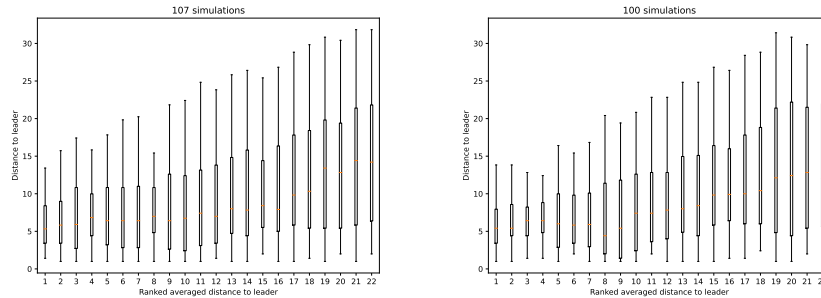 107 simulations
30
25
20
15
10
5
0
Distance to leader
1 2 3 4 5 6 7 8 9 10 11 12 13 14 15 16 17 18 19 20 21 22
Ranked averaged distance to leader
100 simulations
30
25
20
15
10
5
0
Distance to leader
1 2 3 4 5 6 7 8 9 10 11 12 13 14 15 16 17 18 19 20 21
Ranked averaged distance to leader